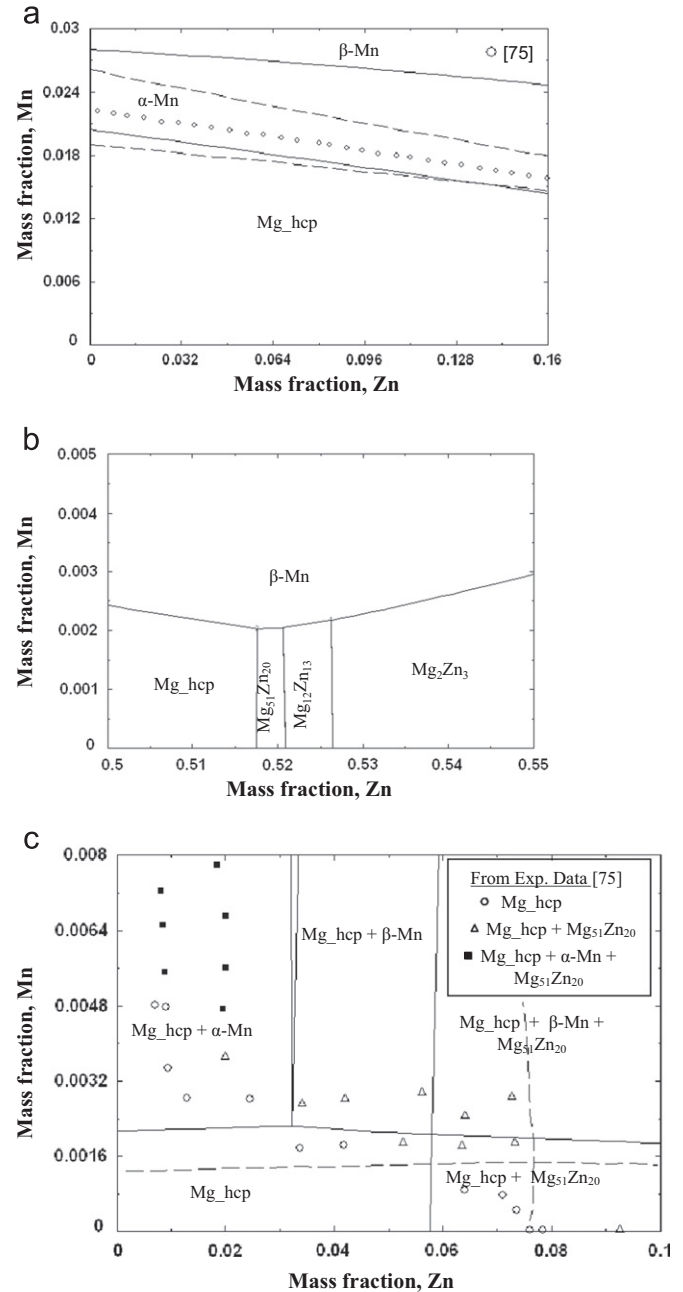 a
0.03
0.024
0.018
0.012
0.006
0
Mass fraction, Mn
β-Mn
[75]
α-Mn
Mg_hcp
0 0.032 0.064 0.096 0.128 0.16
Mass fraction, Zn
b
0.005
0.004
0.003
0.002
0.001
0
Mass fraction, Mn
β-Mn
Mg_hcp
Mg₅₁Zn₂₀
Mg₁₂Zn₁₃
Mg₂Zn₃
0.5 0.51 0.52 0.53 0.54 0.55
Mass fraction, Zn
c
0.008
0.0064
0.0048
0.0032
0.0016
0
Mass fraction, Mn
From Exp. Data [75]
Mg_hcp
Mg_hcp + Mg₅₁Zn₂₀
Mg_hcp + α-Mn +
Mg₅₁Zn₂₀
Mg_hcp + β-Mn
Mg_hcp + α-Mn
Mg_hcp + β-Mn +
Mg₅₁Zn₂₀
Mg_hcp
Mg_hcp + Mg₅₁Zn₂₀
0 0.02 0.04 0.06 0.08 0.1
Mass fraction, Zn